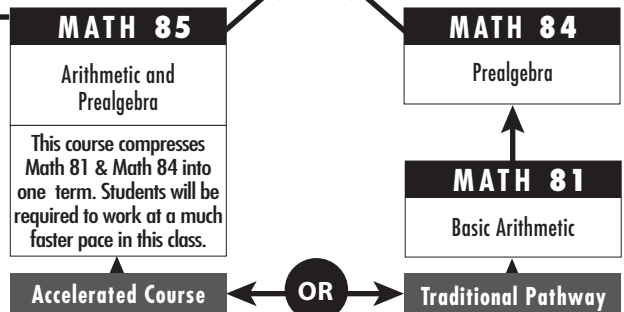 MATH 85
Arithmetic and
Prealgebra
This course compresses
Math 81 & Math 84 into
one term. Students will be
required to work at a much
faster pace in this class.
Accelerated Course
OR
MATH 84
Prealgebra
MATH 81
Basic Arithmetic
Traditional Pathway